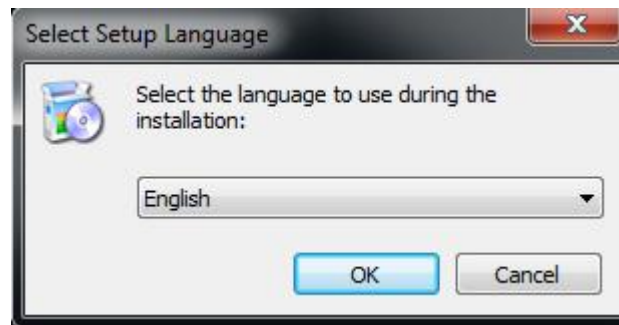 Select Setup Language
Select the language to use during the
installation:
English
OK
Cancel